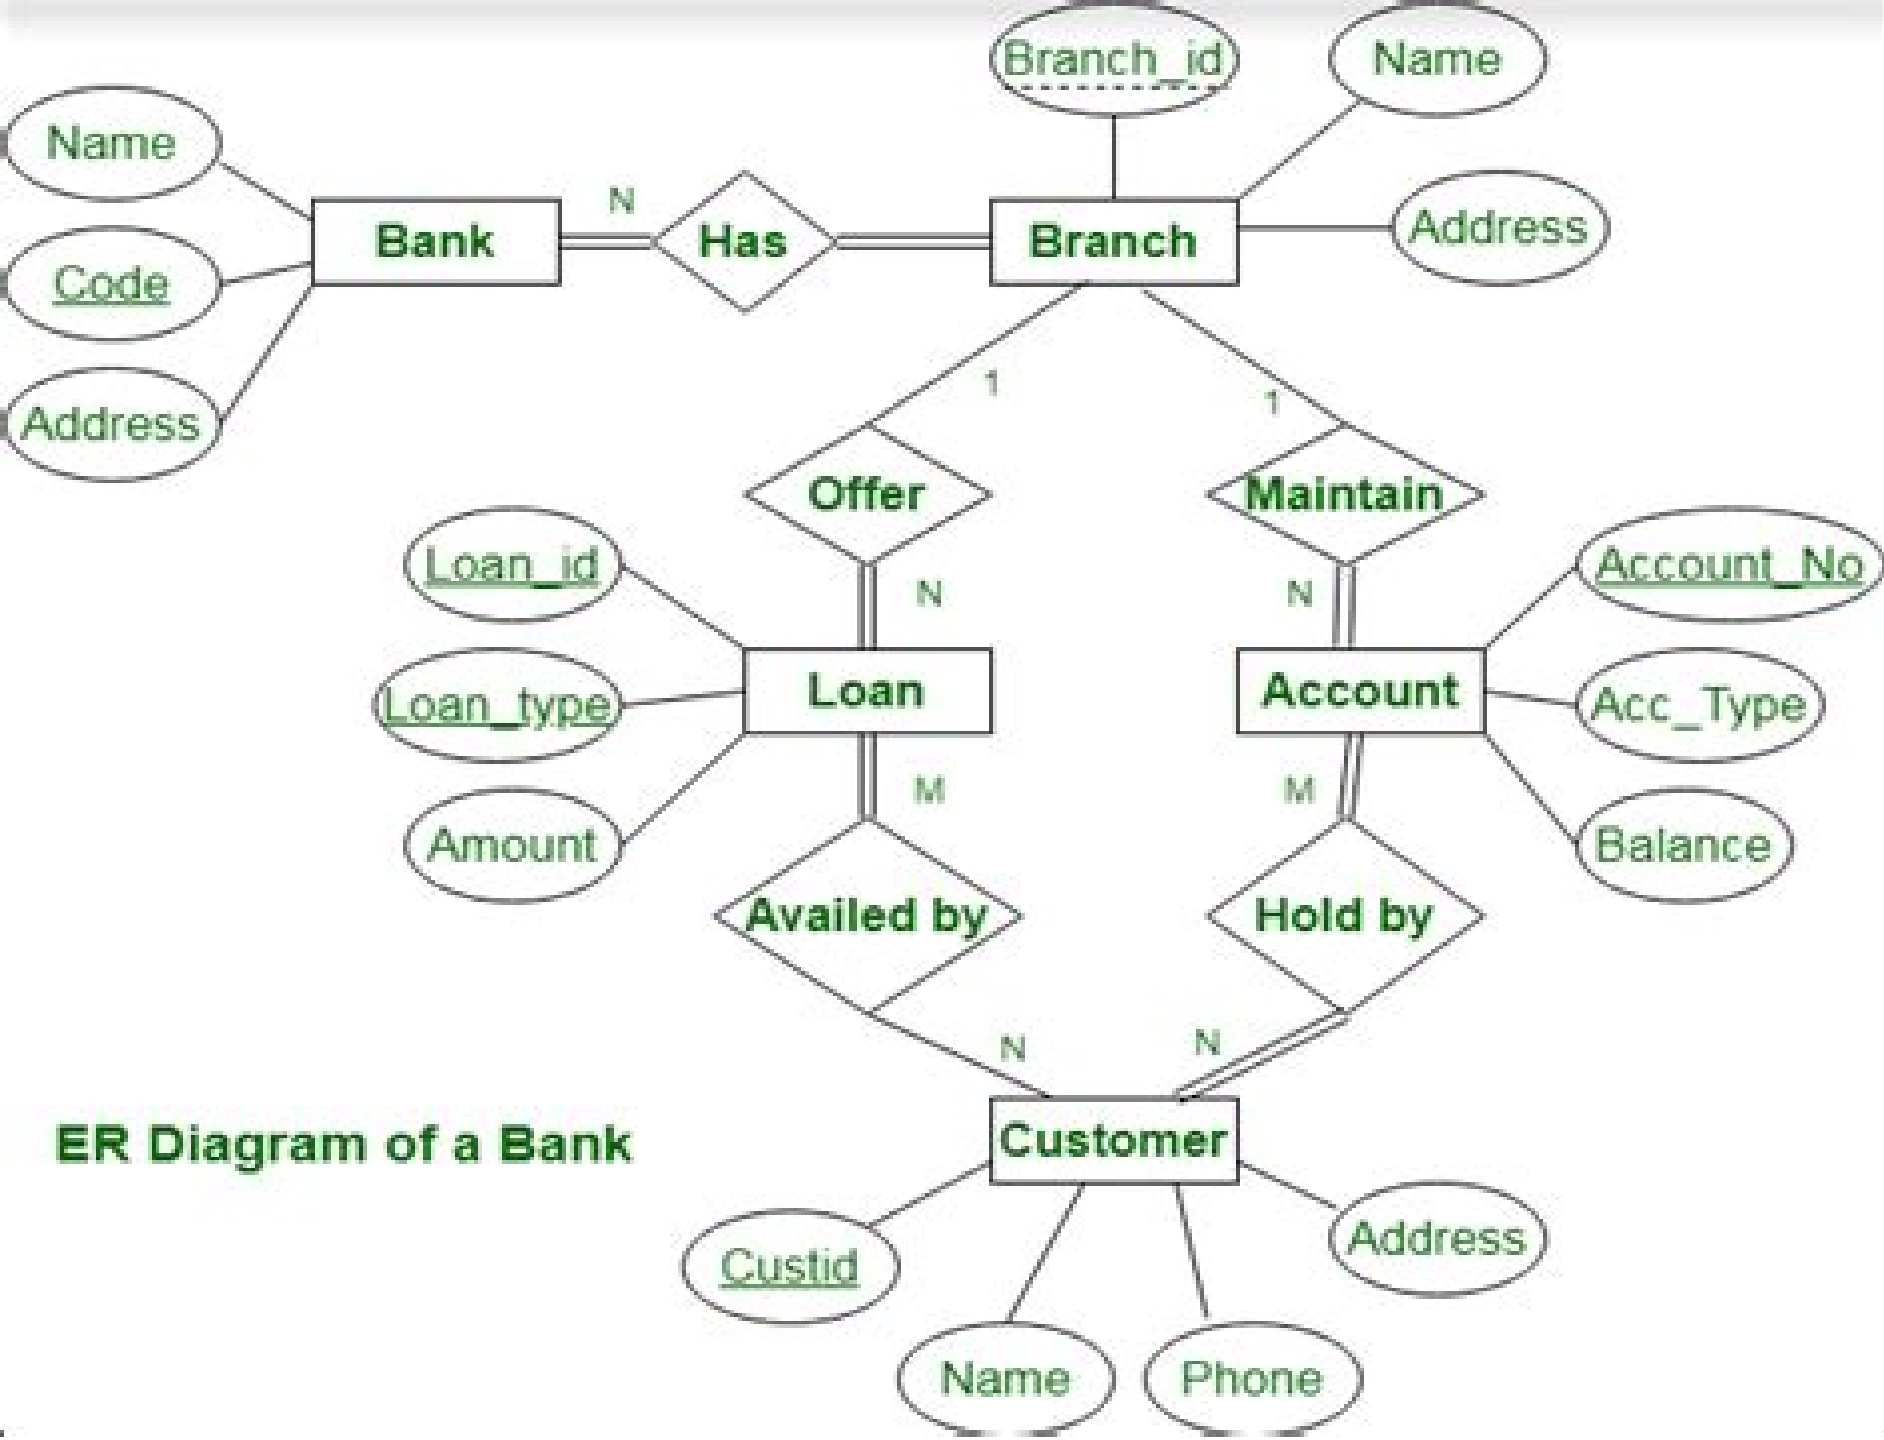 Branch_id
Name
Name
Address
N
Bank
Has
Branch
Code
Address
1
1
Offer
Maintain
Loan_id
N
N
Account_No
Loan
Account
Loan_type
Acc_Type
M
M
Amount
Balance
Availed by
Hold by
N
N
ER Diagram of a Bank
Customer
Custid
Address
Name
Phone